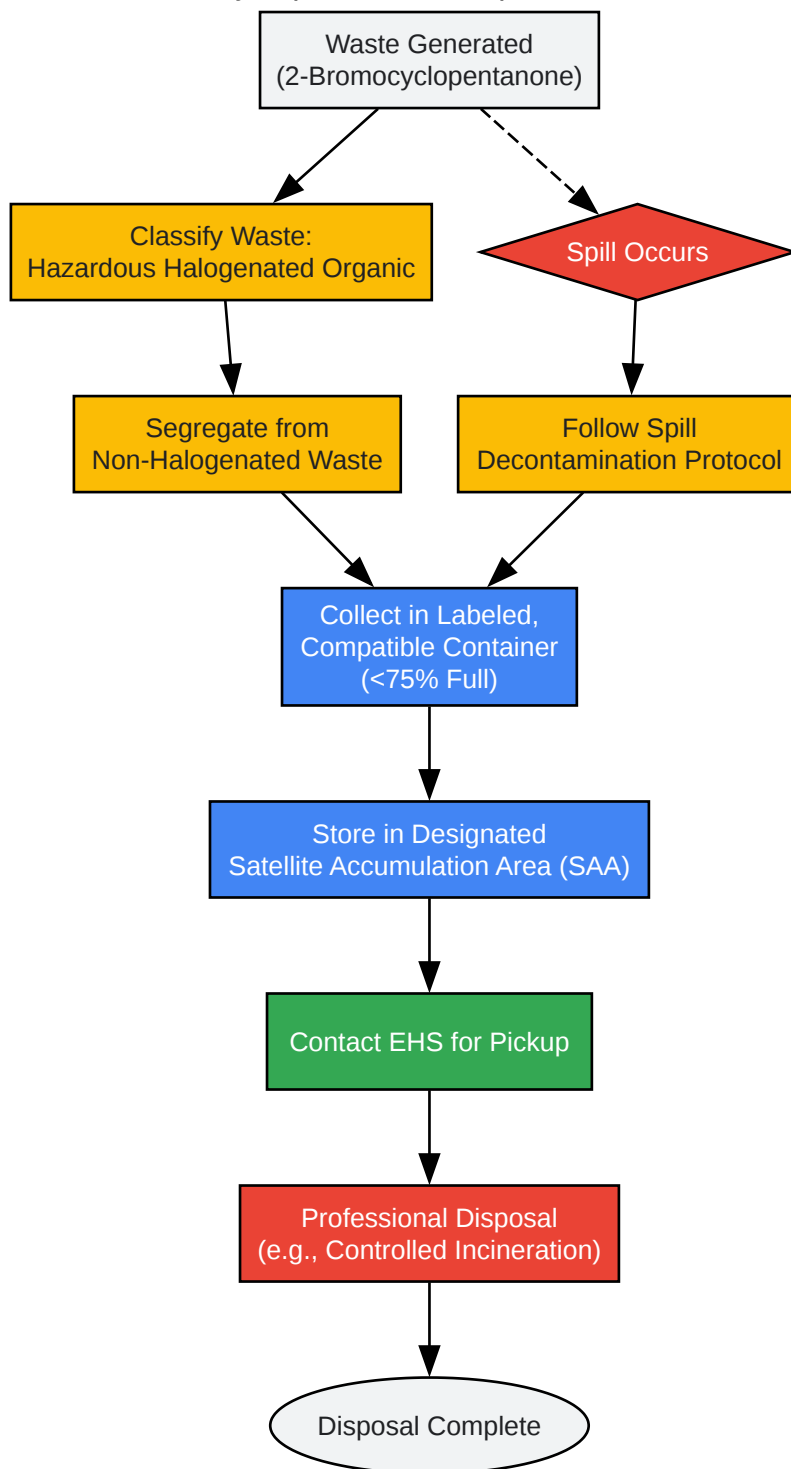 Waste Generated
(2-Bromocyclopentanone)
Classify Waste:
Hazardous Halogenated Organic
Spill Occurs
Segregate from
Non-Halogenated Waste
Follow Spill
Decontamination Protocol
Collect in Labeled,
Compatible Container
(<75% Full)
Store in Designated
Satellite Accumulation Area (SAA)
Contact EHS for Pickup
Professional Disposal
(e.g., Controlled Incineration)
Disposal Complete